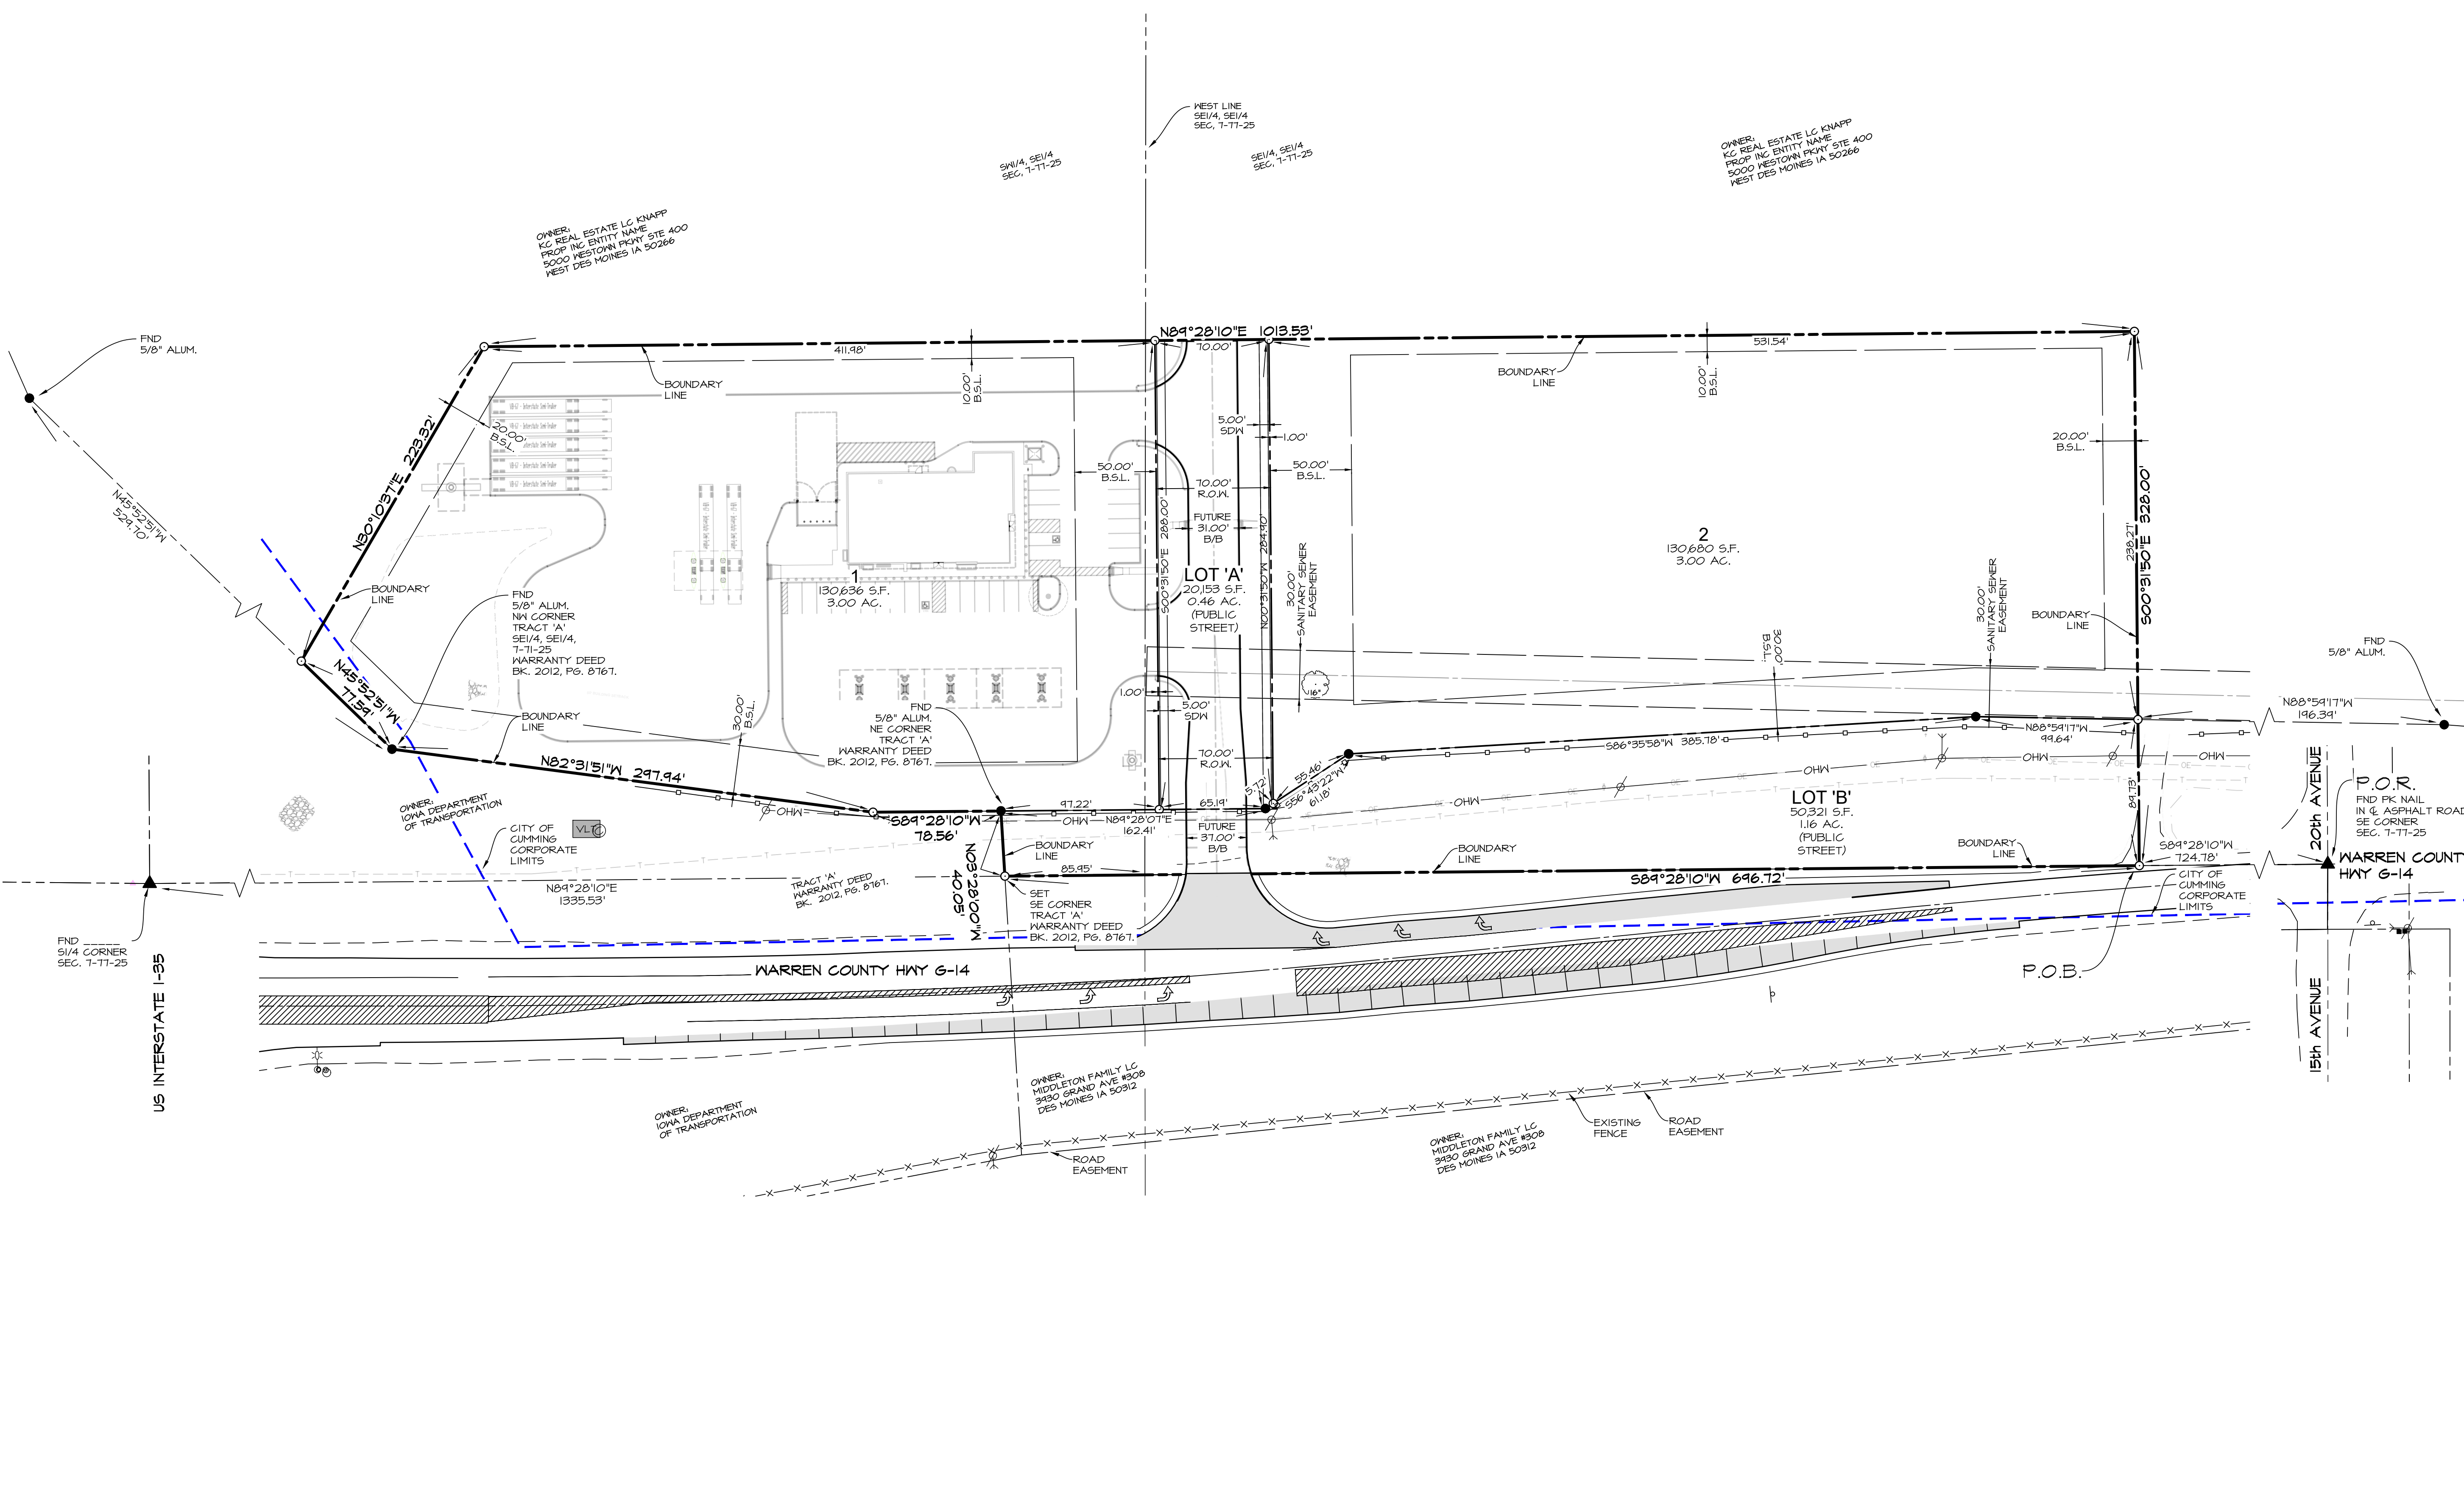 WEST LINE
SE1/4, SE1/4
SEC, 7-77-25
SW1/4, SE1/4
SEC, 7-77-25
SE1/4, SE1/4
SEC, 7-77-25
OWNER:
KC REAL ESTATE LC KNAPP
PROP INC ENTITY NAME
5000 WESTOWN PKWY STE 400
WEST DES MOINES IA 50266
OWNER:
KC REAL ESTATE LC KNAPP
PROP INC ENTITY NAME
5000 WESTOWN PKWY STE 400
WEST DES MOINES IA 50266
FND
5/8" ALUM.
N89°28'10"E 1013.53'
411.98'
70.00'
531.54'
BOUNDARY
LINE
10.00'
B.S.L.
BOUNDARY
LINE
10.00'
B.S.L.
N30°10'37"E 223.32'
20.00'
B.S.L.
5.00'
SDW
1.00'
20.00'
B.S.L.
50.00'
B.S.L.
50.00'
B.S.L.
70.00'
R.O.W.
N45°52'51"W
529.70'
S00°31'50"E 288.00'
FUTURE
31.00'
B/B
N00°31'50"W 284.90'
S00°31'50"E 328.00'
238.27'
2
130,680 S.F.
3.00 AC.
1
130,636 S.F.
3.00 AC.
LOT 'A'
20,153 S.F.
0.46 AC.
(PUBLIC
STREET)
30.00'
SANITARY SEWER
EASEMENT
30.00'
SANITARY SEWER
EASEMENT
BOUNDARY
LINE
BOUNDARY
LINE
FND
5/8" ALUM.
NW CORNER
TRACT 'A'
SE1/4, SE1/4,
7-71-25
WARRANTY DEED
BK. 2012, PG. 8767.
30.00'
B.S.L.
FND
5/8" ALUM.
N45°52'51"W
77.59'
16"
1.00'
5.00'
SDW
BOUNDARY
LINE
30.00'
B.S.L.
FND
5/8" ALUM.
NE CORNER
TRACT 'A'
WARRANTY DEED
BK. 2012, PG. 8767.
N88°59'17"W
196.39'
N88°59'17"W
99.64'
S86°35'58"W 385.78'
70.00'
R.O.W.
N82°31'51"W 297.94'
55.46'
5.72'
S56°43'22"W
61.18'
OHW
OHW
OHW
OHW
OHW
OHW
LOT 'B'
50,321 S.F.
1.16 AC.
(PUBLIC
STREET)
89.73'
20th AVENUE
P.O.R.
FND PK NAIL
IN ℄ ASPHALT ROAD
SE CORNER
SEC. 7-77-25
OWNER:
IOWA DEPARTMENT
OF TRANSPORTATION
97.22'
65.19'
S89°28'10"W
78.56'
N89°28'07"E
162.41'
VLT
CITY OF
CUMMING
CORPORATE
LIMITS
FUTURE
37.00'
B/B
BOUNDARY
LINE
BOUNDARY
LINE
BOUNDARY
LINE
S89°28'10"W
724.78'
WARREN COUNTY
HWY G-14
85.95'
S89°28'10"W 696.72'
N89°28'10"E
1335.53'
TRACT 'A'
WARRANTY DEED
BK. 2012, PG. 8767.
N03°28'00"W
40.05'
SET
SE CORNER
TRACT 'A'
WARRANTY DEED
BK. 2012, PG. 8767.
CITY OF
CUMMING
CORPORATE
LIMITS
FND ______
S1/4 CORNER
SEC. 7-77-25
US INTERSTATE I-35
WARREN COUNTY HWY G-14
P.O.B.
15th AVENUE
OWNER:
MIDDLETON FAMILY LC
3930 GRAND AVE #308
DES MOINES IA 50312
OWNER:
IOWA DEPARTMENT
OF TRANSPORTATION
OWNER:
MIDDLETON FAMILY LC
3930 GRAND AVE #308
DES MOINES IA 50312
EXISTING
FENCE
ROAD
EASEMENT
ROAD
EASEMENT